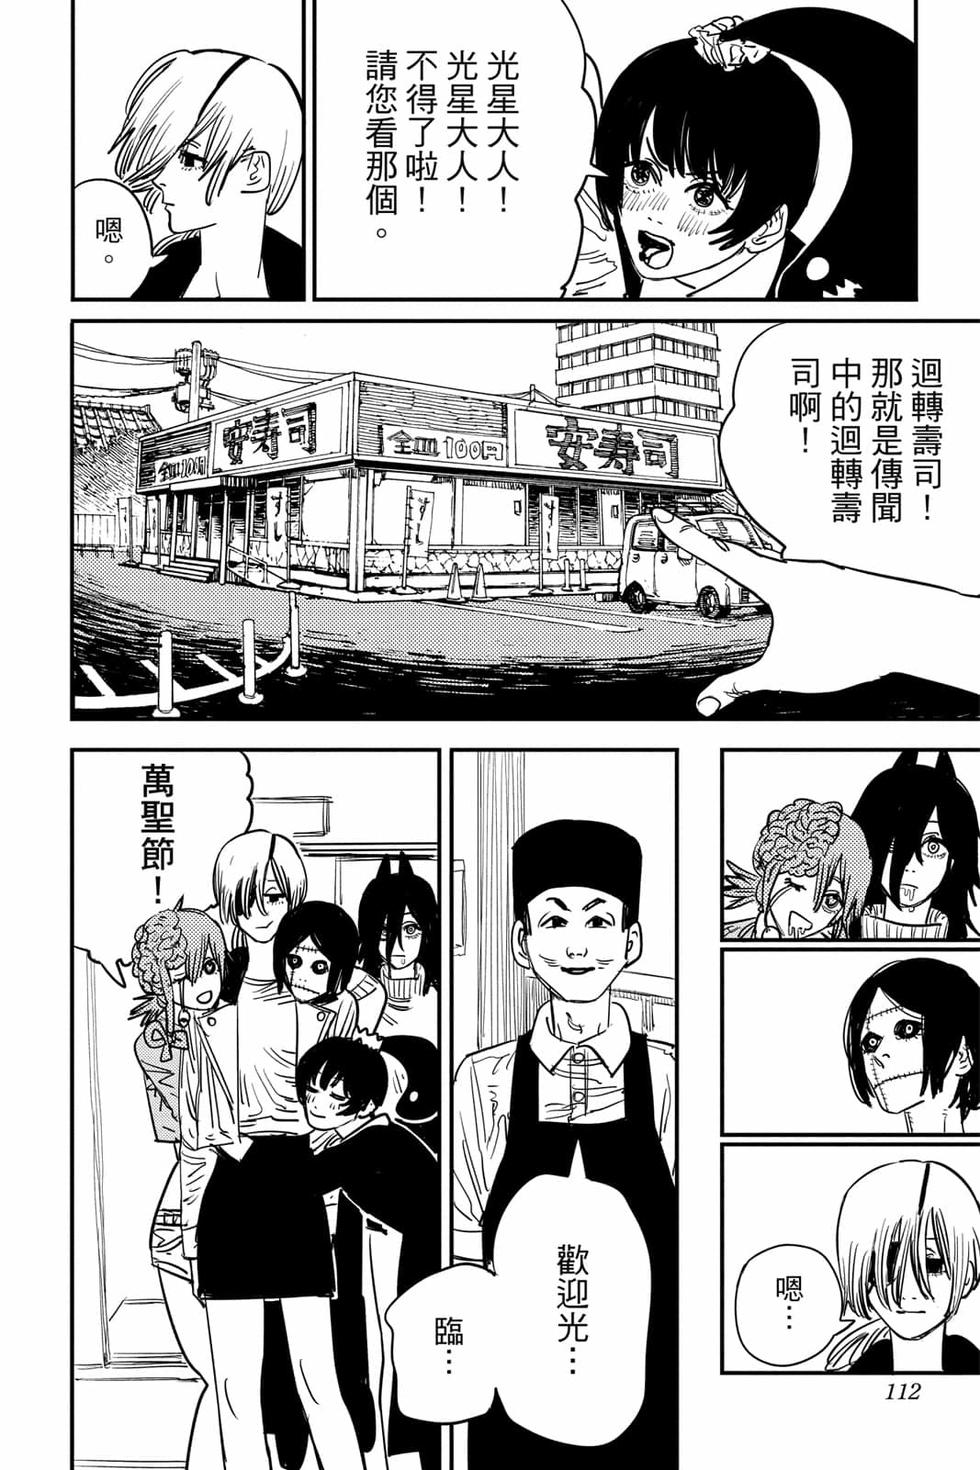 光星大人！
光星大人！
不得了啦！
請您看那個。
嗯。
迴轉壽司！
那就是傳聞
中的迴轉壽
司啊！
安寿司
全皿100円
安寿司
全皿100円
すし
すし
嗯…
歡迎光…
臨…
萬聖節！
112